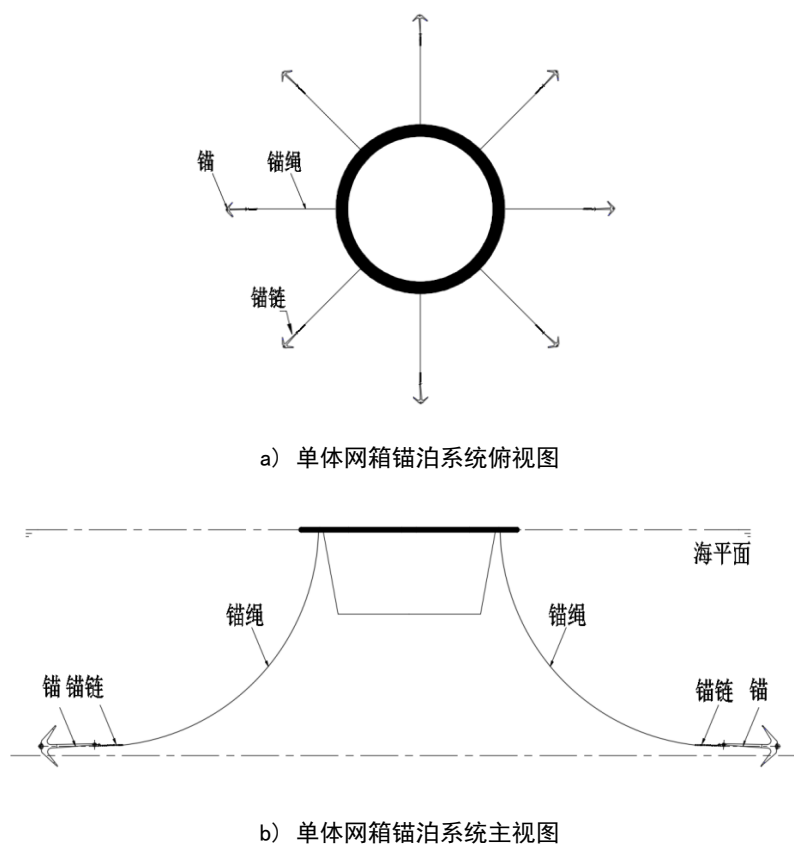 锚 锚绳
锚链
a) 单体网箱锚泊系统俯视图
海平面
锚绳 锚绳
锚 锚链 锚链 锚
b) 单体网箱锚泊系统主视图